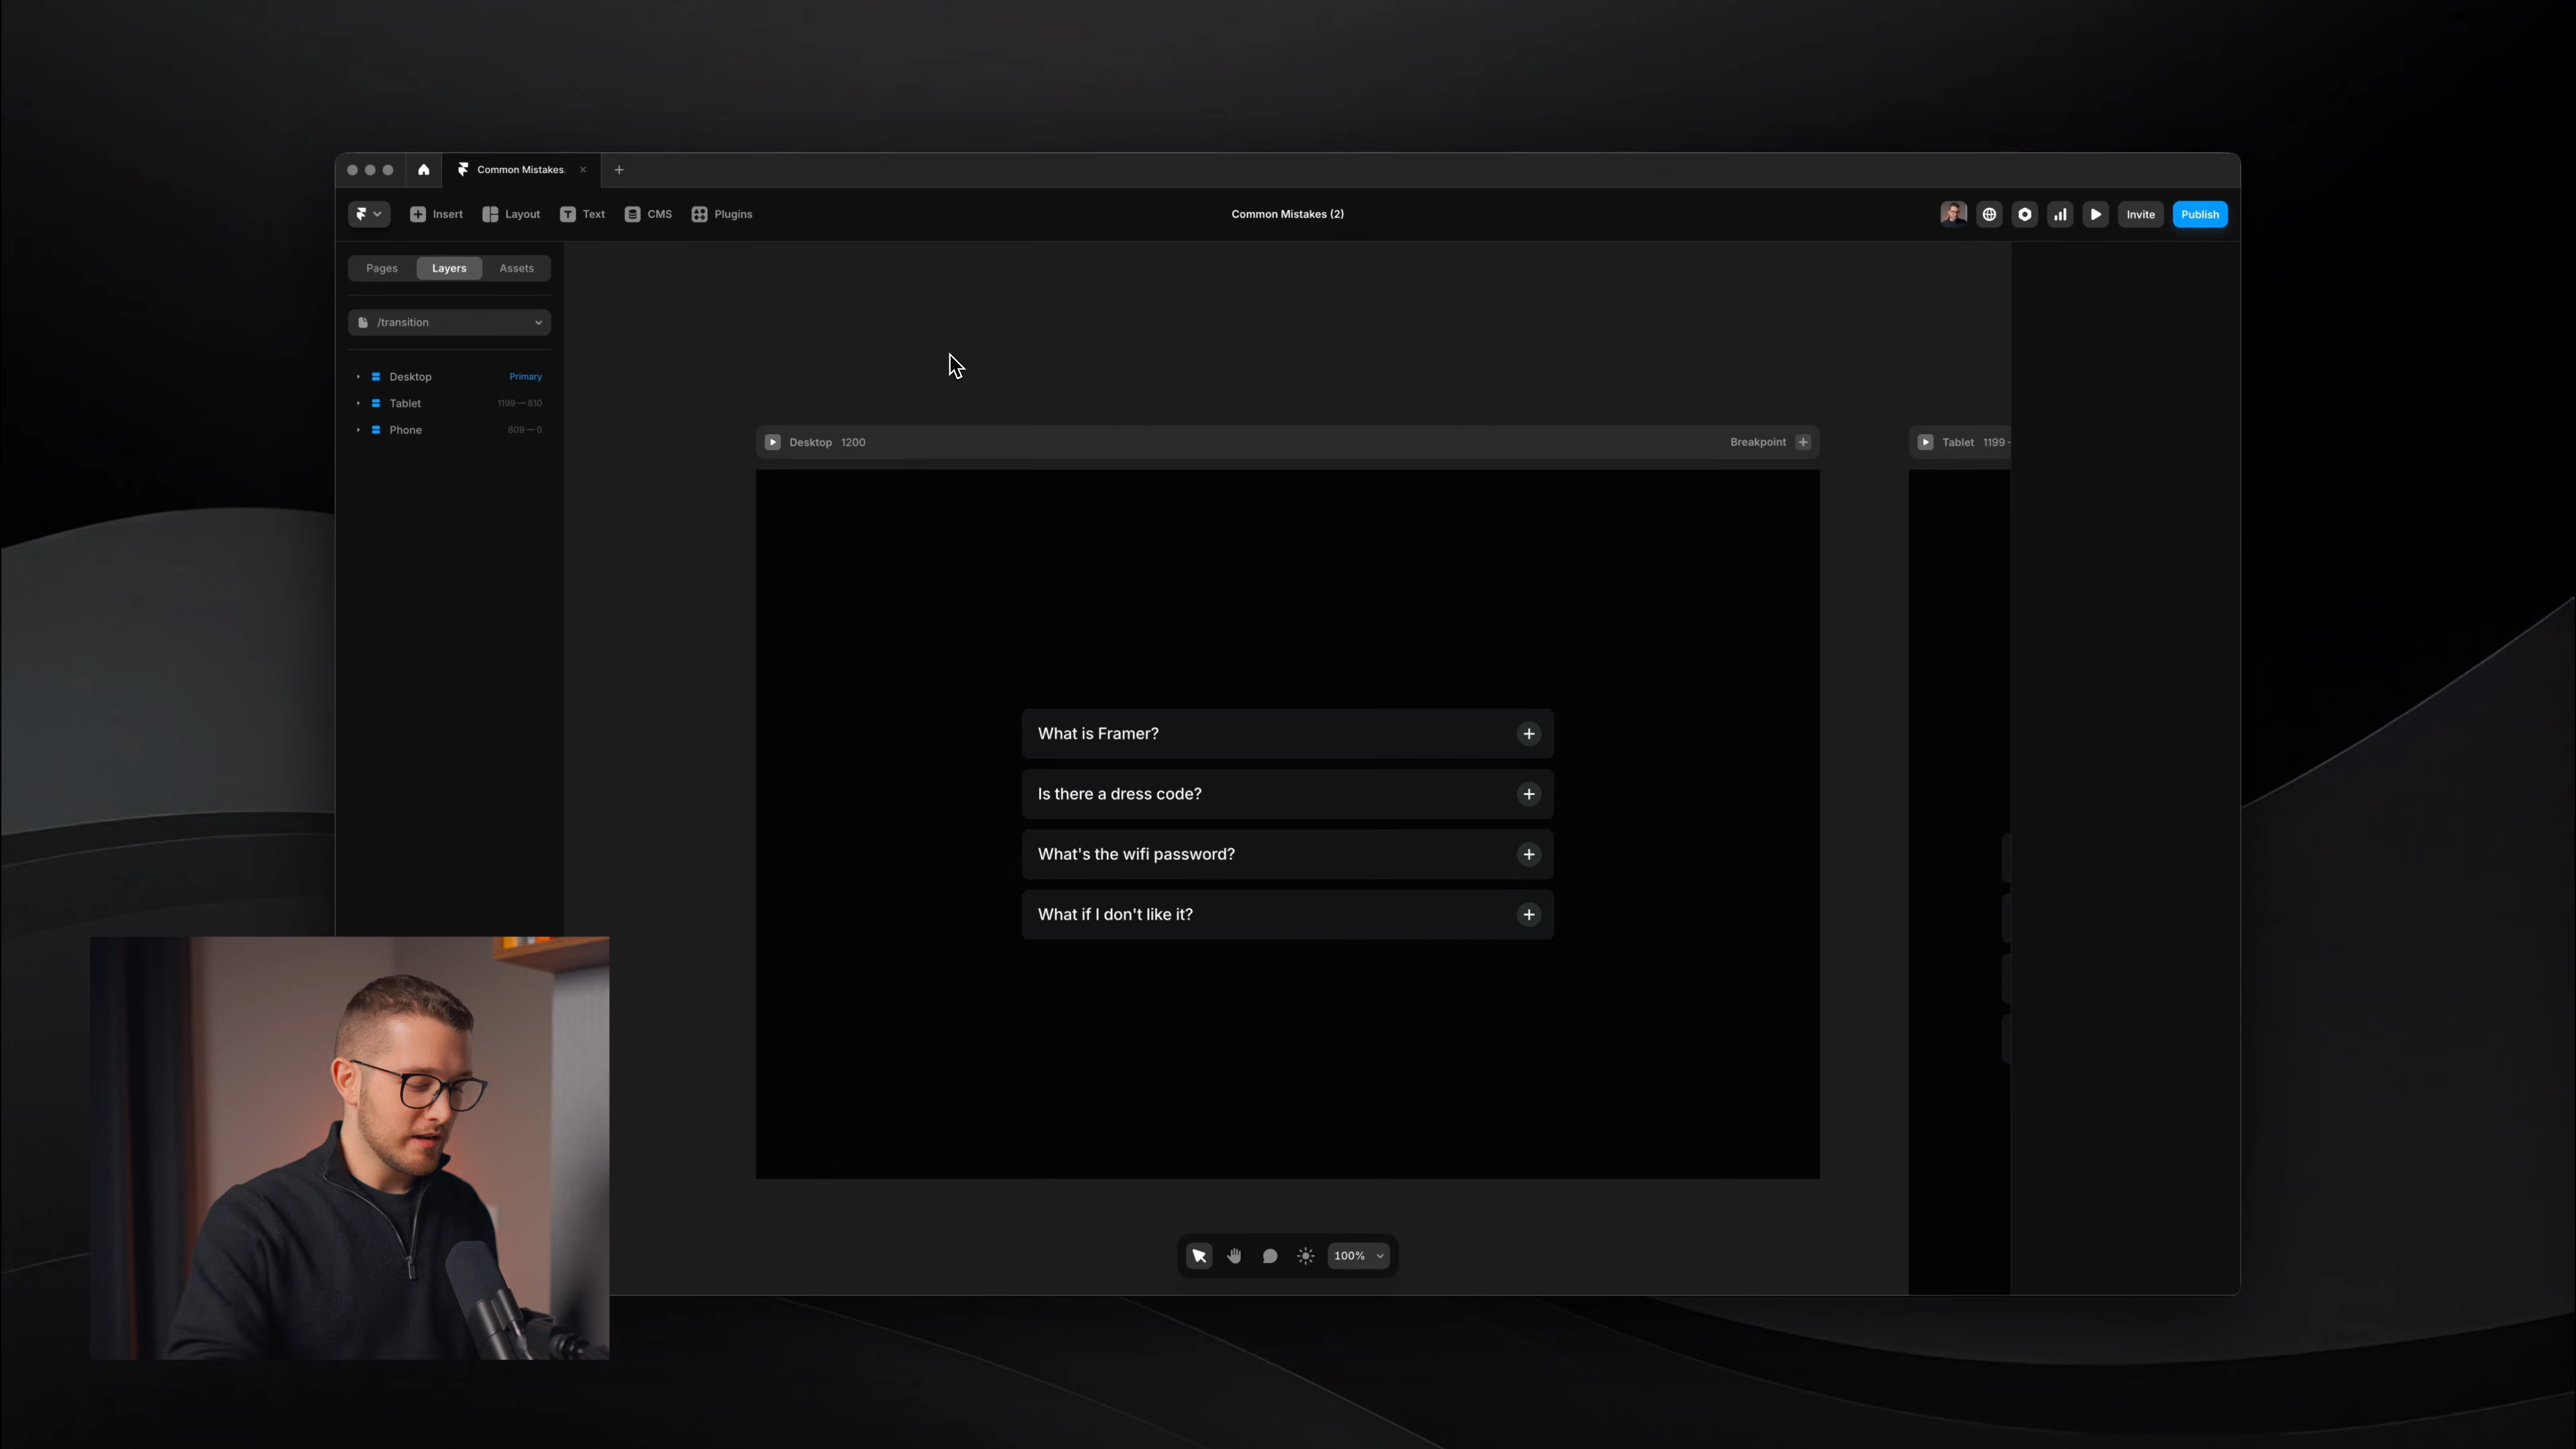 Common Mistakes.
Insert
Layout
Text
CMS
Plugins
Common Mistakes (2)
Invite
Publish
Pages
Layers
Assets
/transition
Desktop
Primary
Tablet
1199—810
Phone
809—0
Desktop 1200
Breakpoint
Tablet 1199
What is Framer?
Is there a dress code?
What's the wifi password?
What if I don't like it?
100%